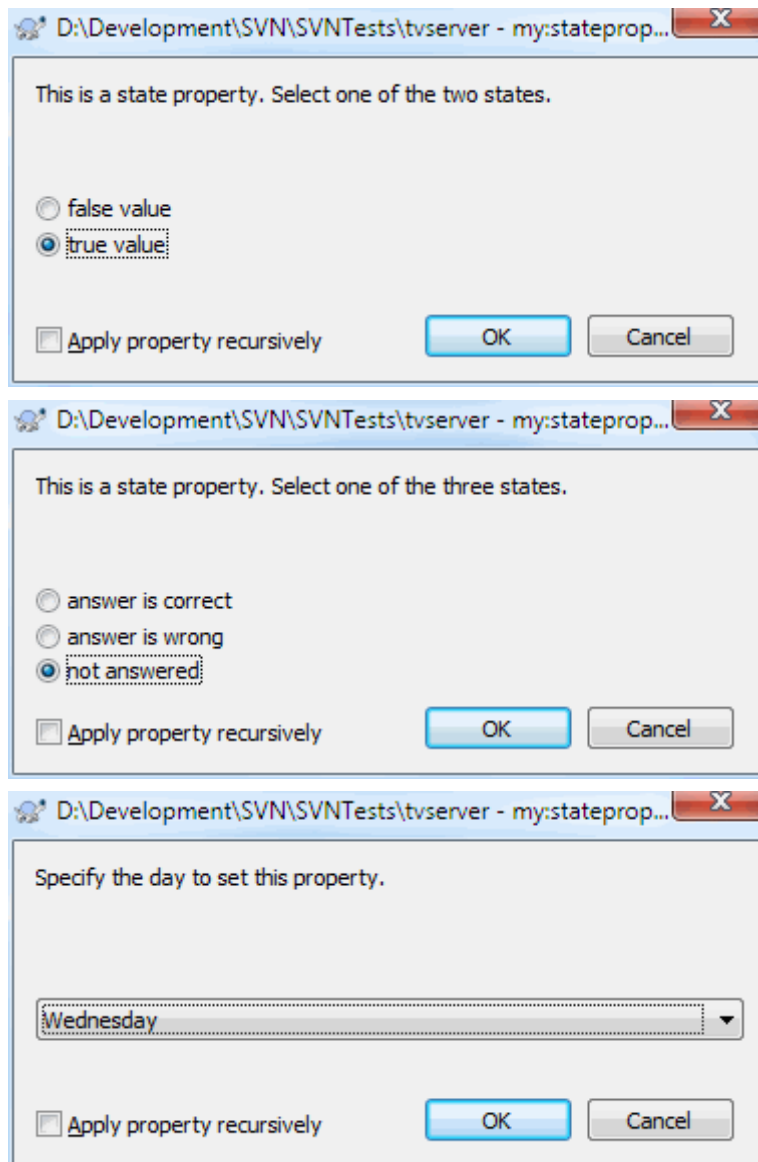 D:\Development\SVN\SVNTests\tvserver - my:stateprop...
This is a state property. Select one of the two states.
false value
true value
Apply property recursively OK Cancel
D:\Development\SVN\SVNTests\tvserver - my:stateprop...
This is a state property. Select one of the three states.
answer is correct
answer is wrong
not answered
Apply property recursively OK Cancel
D:\Development\SVN\SVNTests\tvserver - my:stateprop...
Specify the day to set this property.
Wednesday
Apply property recursively OK Cancel